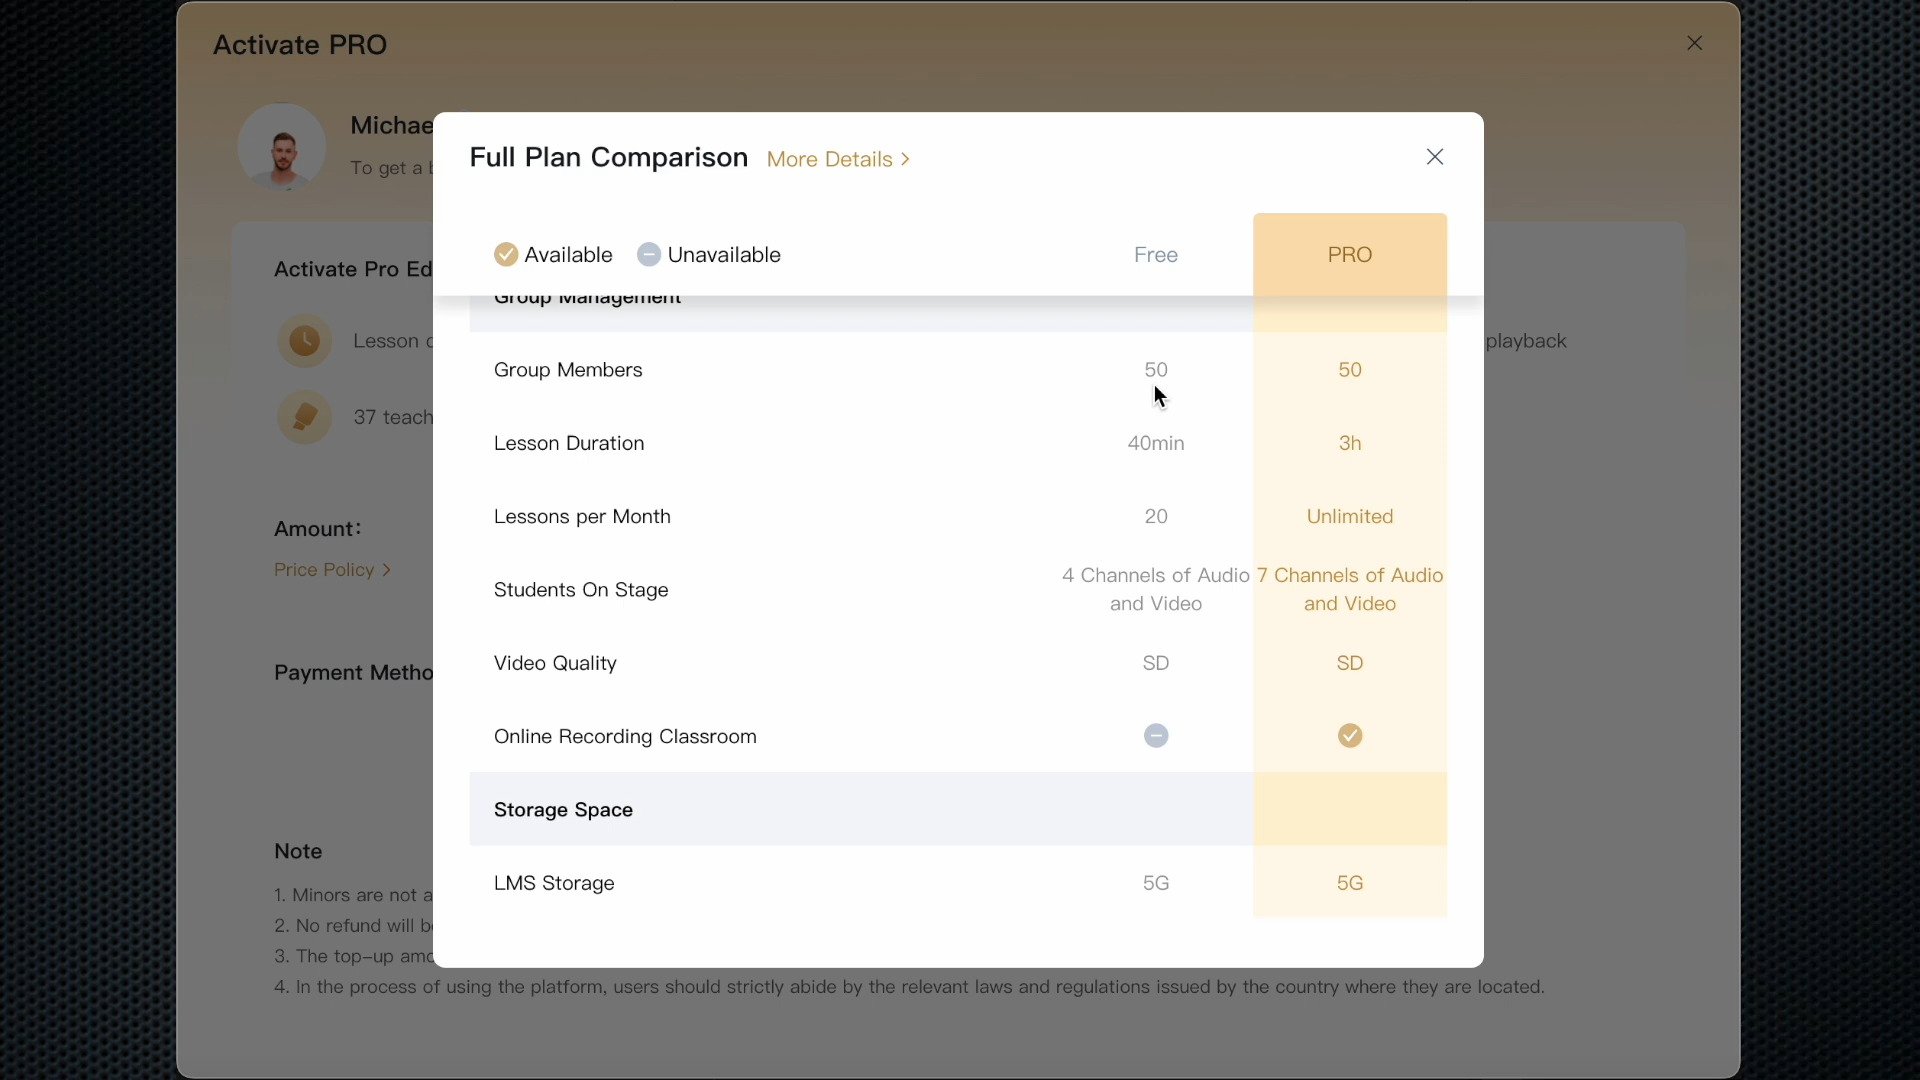 Activate PRO
Michae
To get a b
Full Plan Comparison More Details >
Available Unavailable Free PRO
Group Management
Activate Pro Ed
Group Members 50 50
Lesson playback
Lesson Duration 40min 3h
37 teach
Lessons per Month 20 Unlimited
Amount:
Price Policy >
Students On Stage 4 Channels of Audio and Video 7 Channels of Audio and Video
Video Quality SD SD
Payment Metho
Online Recording Classroom
Storage Space
LMS Storage 5G 5G
Note
1. Minors are not a
2. No refund will be
3. The top-up amo
4. In the process of using the platform, users should strictly abide by the relevant laws and regulations issued by the country where they are located.